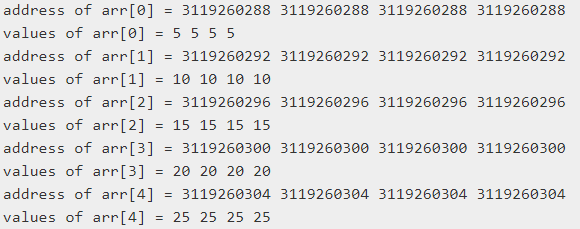 address of arr[0] = 3119260288 3119260288 3119260288 3119260288
values of arr[0] = 5 5 5 5
address of arr[1] = 3119260292 3119260292 3119260292 3119260292
values of arr[1] = 10 10 10 10
address of arr[2] = 3119260296 3119260296 3119260296 3119260296
values of arr[2] = 15 15 15 15
address of arr[3] = 3119260300 3119260300 3119260300 3119260300
values of arr[3] = 20 20 20 20
address of arr[4] = 3119260304 3119260304 3119260304 3119260304
values of arr[4] = 25 25 25 25